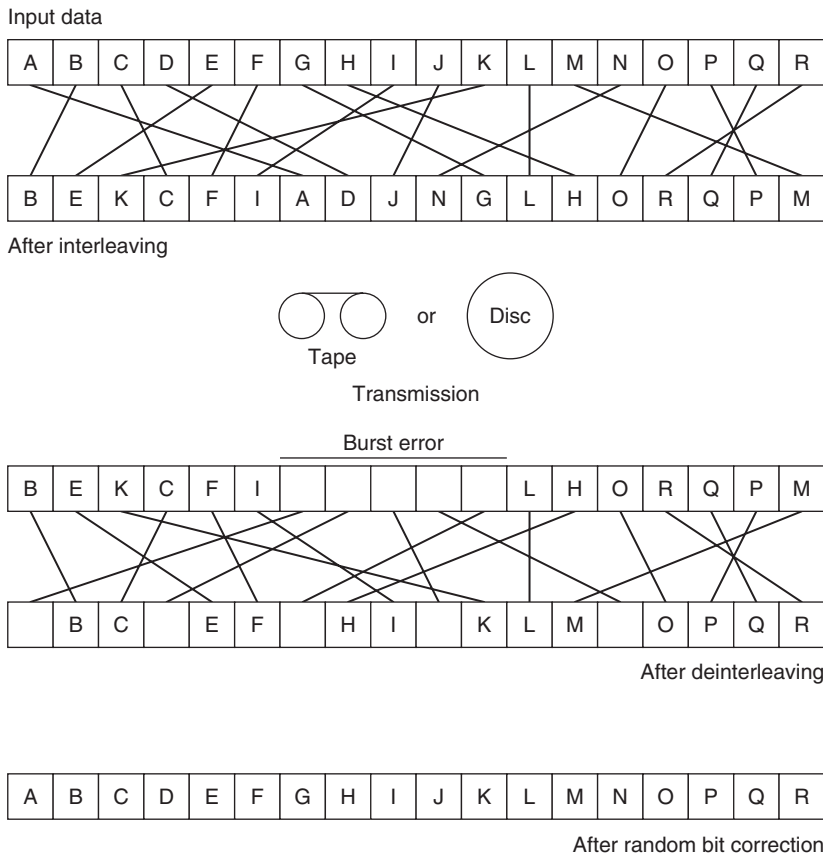 Input data
A B C D E F G H I J K L M N O P Q R
B E K C F I A D J N G L H O R Q P M
After interleaving
or Disc
Tape
Transmission
Burst error
B E K C F I L H O R Q P M
B C E F H I K L M O P Q R
After deinterleaving
A B C D E F G H I J K L M N O P Q R
After random bit correction